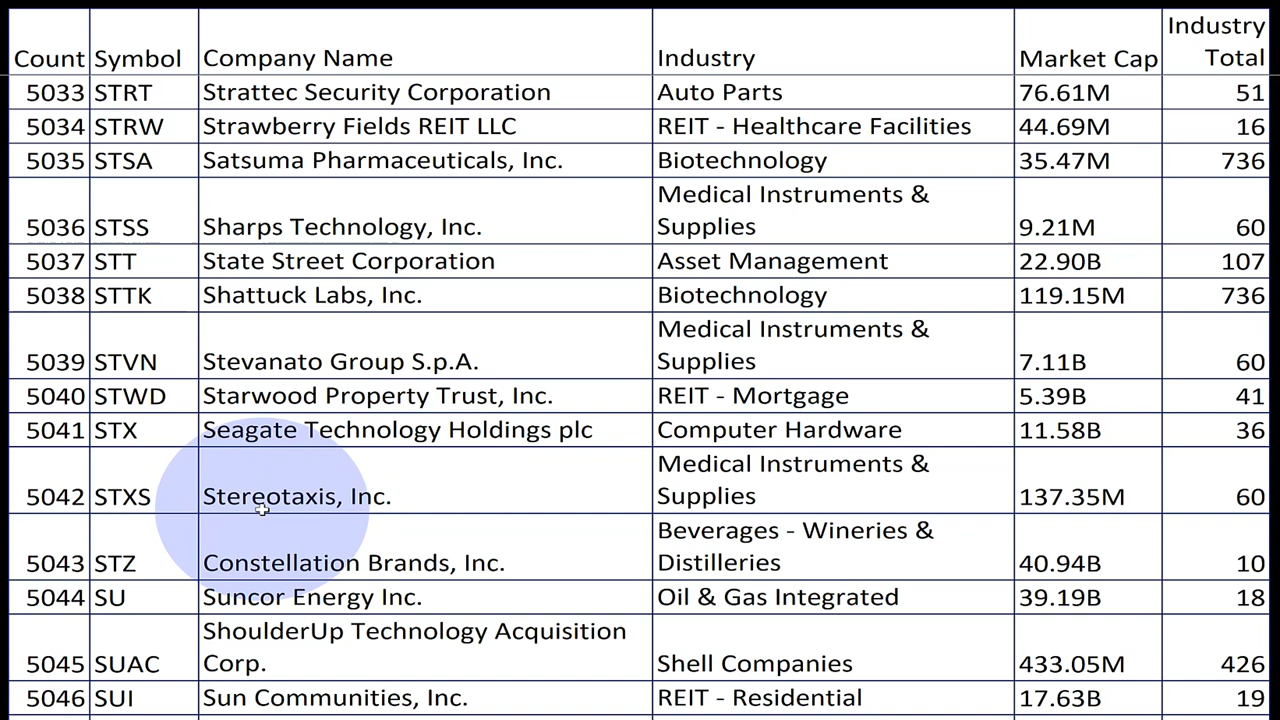 Count Symbol Company Name Industry Market Cap Industry Total
5033 STRT Strattec Security Corporation Auto Parts 76.61M 51
5034 STRW Strawberry Fields REIT LLC REIT - Healthcare Facilities 44.69M 16
5035 STSA Satsuma Pharmaceuticals, Inc. Biotechnology 35.47M 736
5036 STSS Sharps Technology, Inc. Medical Instruments & Supplies 9.21M 60
5037 STT State Street Corporation Asset Management 22.90B 107
5038 STTK Shattuck Labs, Inc. Biotechnology 119.15M 736
5039 STVN Stevanato Group S.p.A. Medical Instruments & Supplies 7.11B 60
5040 STWD Starwood Property Trust, Inc. REIT - Mortgage 5.39B 41
5041 STX Seagate Technology Holdings plc Computer Hardware 11.58B 36
5042 STXS Stereotaxis, Inc. Medical Instruments & Supplies 137.35M 60
5043 STZ Constellation Brands, Inc. Beverages - Wineries & Distilleries 40.94B 10
5044 SU Suncor Energy Inc. Oil & Gas Integrated 39.19B 18
5045 SUAC ShoulderUp Technology Acquisition Corp. Shell Companies 433.05M 426
5046 SUI Sun Communities, Inc. REIT - Residential 17.63B 19